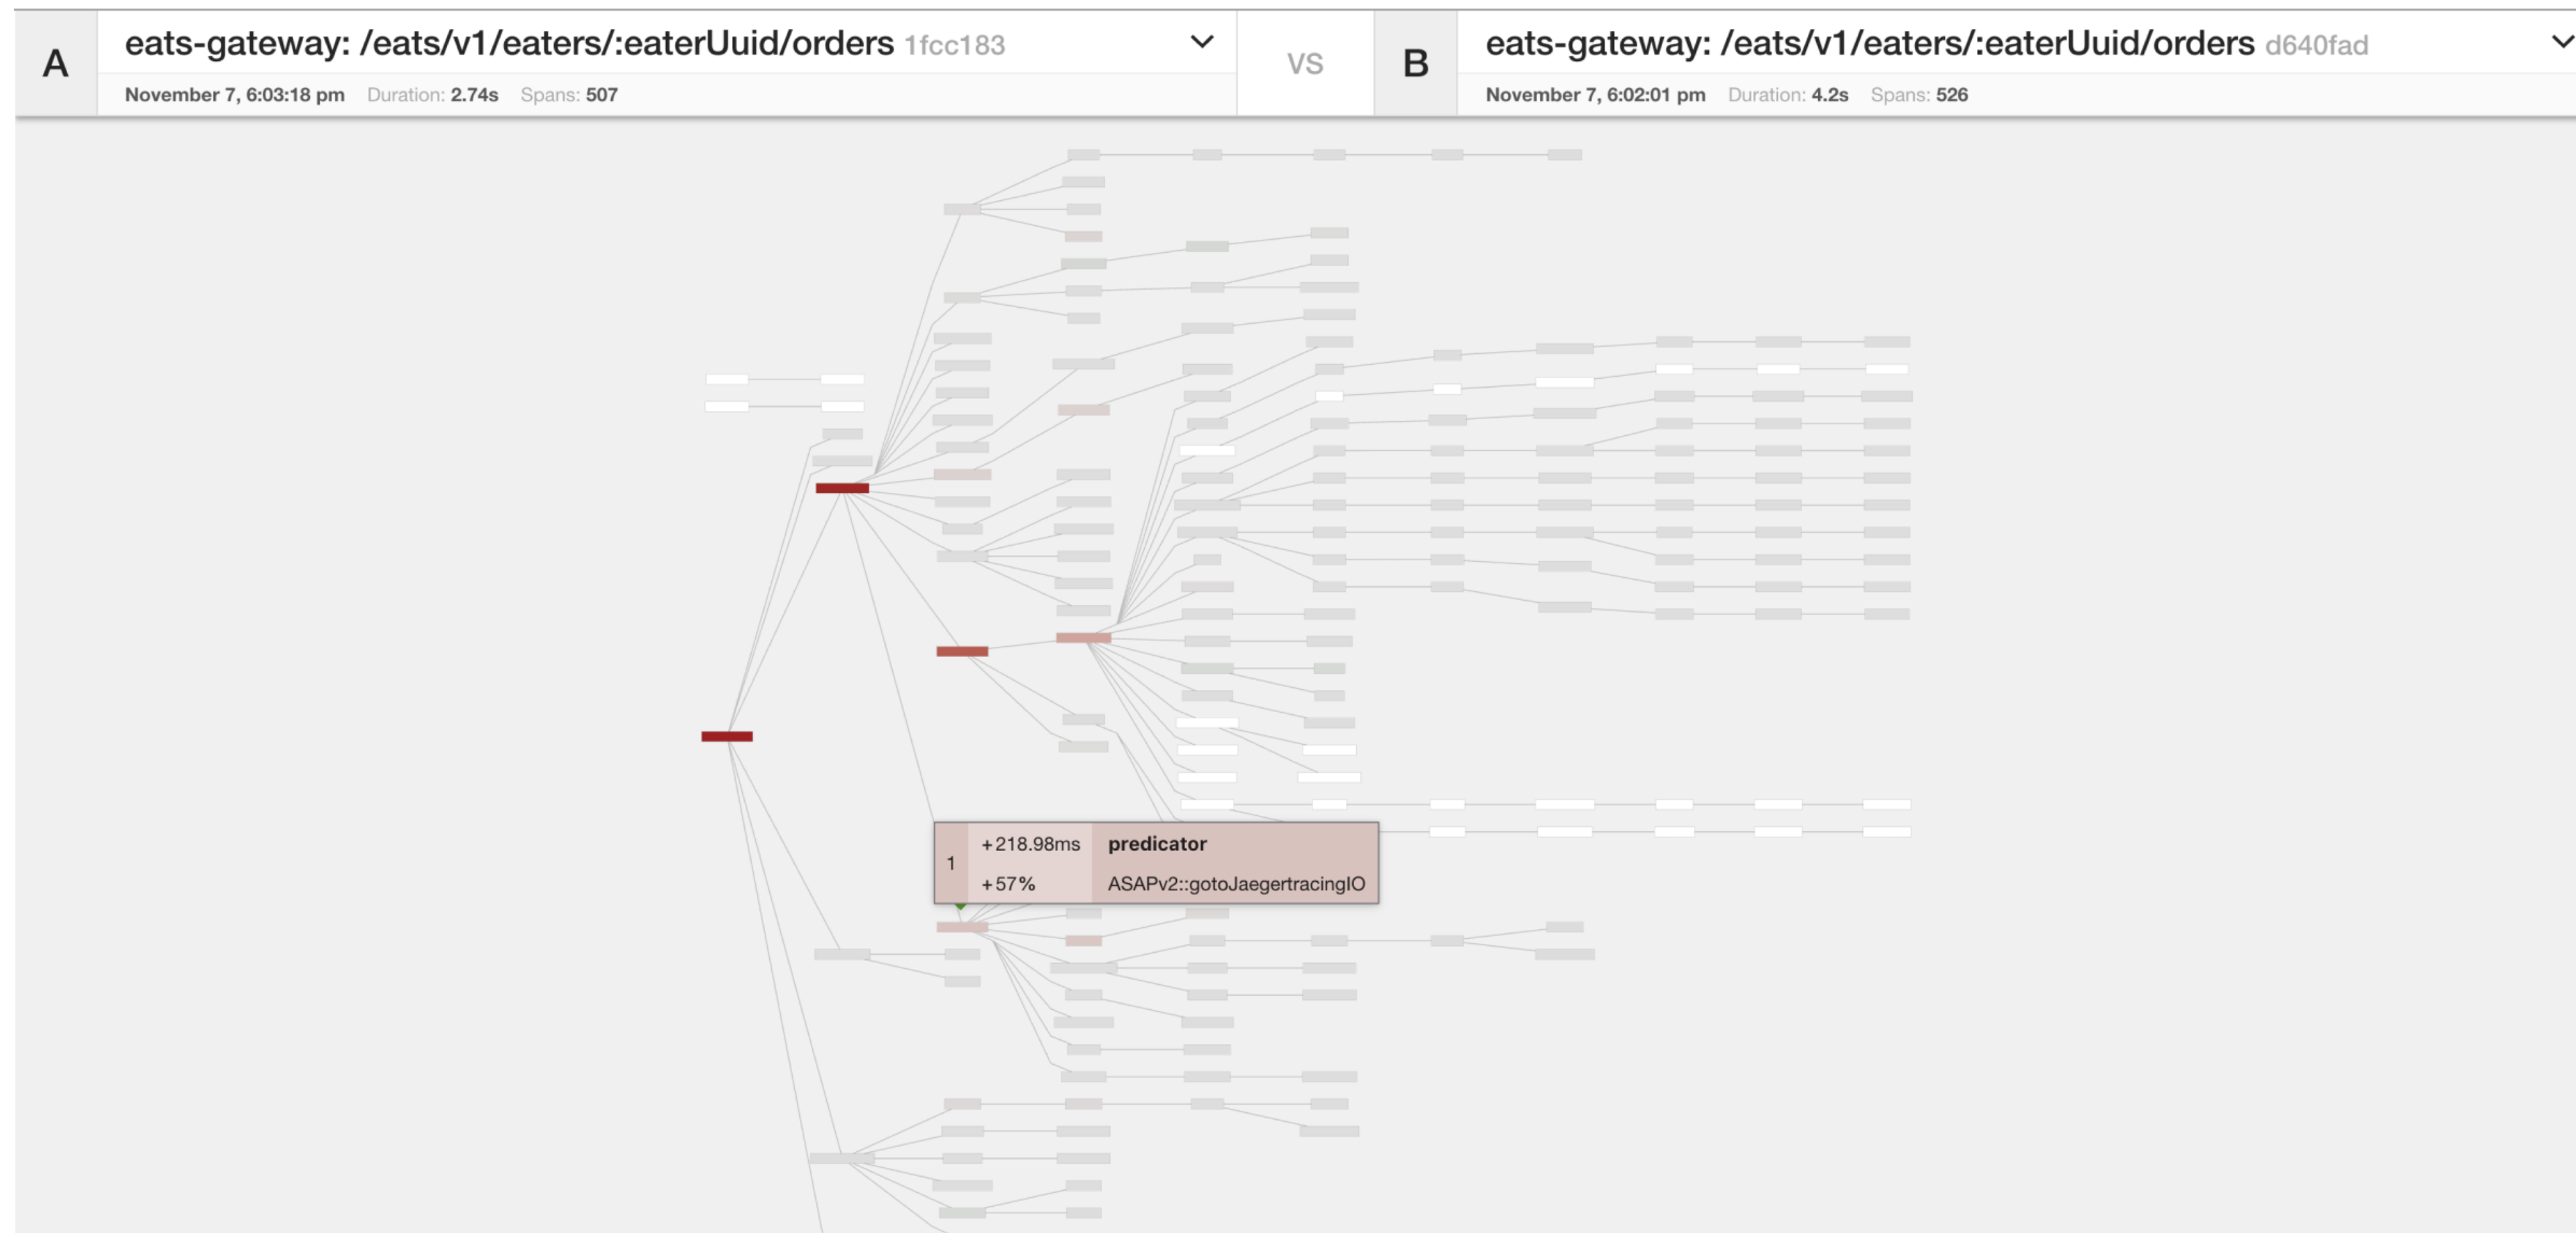 A
eats-gateway: /eats/v1/eaters/:eaterUuid/orders 1fcc183
November 7, 6:03:18 pm Duration: 2.74s Spans: 507
VS
B
eats-gateway: /eats/v1/eaters/:eaterUuid/orders d640fad
November 7, 6:02:01 pm Duration: 4.2s Spans: 526
1
+218.98ms predicator
+57% ASAPv2::gotoJaegertracingIO